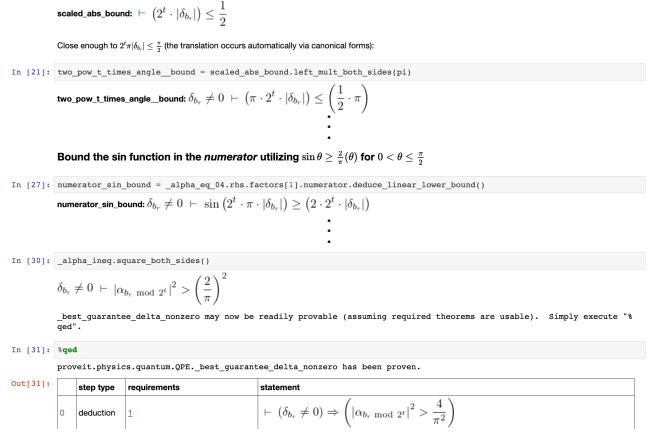 scaled_abs_bound: ⊢ (2^t · |δ_{b_r}|) ≤ 1/2
Close enough to 2^t π|δ_{b_r}| ≤ π/2 (the translation occurs automatically via canonical forms):
In [21]: two_pow_t_times_angle__bound = scaled_abs_bound.left_mult_both_sides(pi)
two_pow_t_times_angle__bound: δ_{b_r} ≠ 0 ⊢ (π · 2^t · |δ_{b_r}|) ≤ (1/2 · π)
Bound the sin function in the numerator utilizing sin θ ≥ 2/π(θ) for 0 < θ ≤ π/2
In [27]: numerator_sin_bound = _alpha_eq_04.rhs.factors[1].numerator.deduce_linear_lower_bound()
numerator_sin_bound: δ_{b_r} ≠ 0 ⊢ sin (2^t · π · |δ_{b_r}|) ≥ (2 · 2^t · |δ_{b_r}|)
In [30]: _alpha_ineq.square_both_sides()
δ_{b_r} ≠ 0 ⊢ |α_{b_r mod 2^t}|^2 > (2/π)^2
_best_guarantee_delta_nonzero may now be readily provable (assuming required theorems are usable). Simply execute "%
qed".
In [31]: %qed
proveit.physics.quantum.QPE._best_guarantee_delta_nonzero has been proven.
Out[31]:
step type requirements statement
0 deduction 1 ⊢ (δ_{b_r} ≠ 0) ⇒ (|α_{b_r mod 2^t}|^2 > 4/π^2)